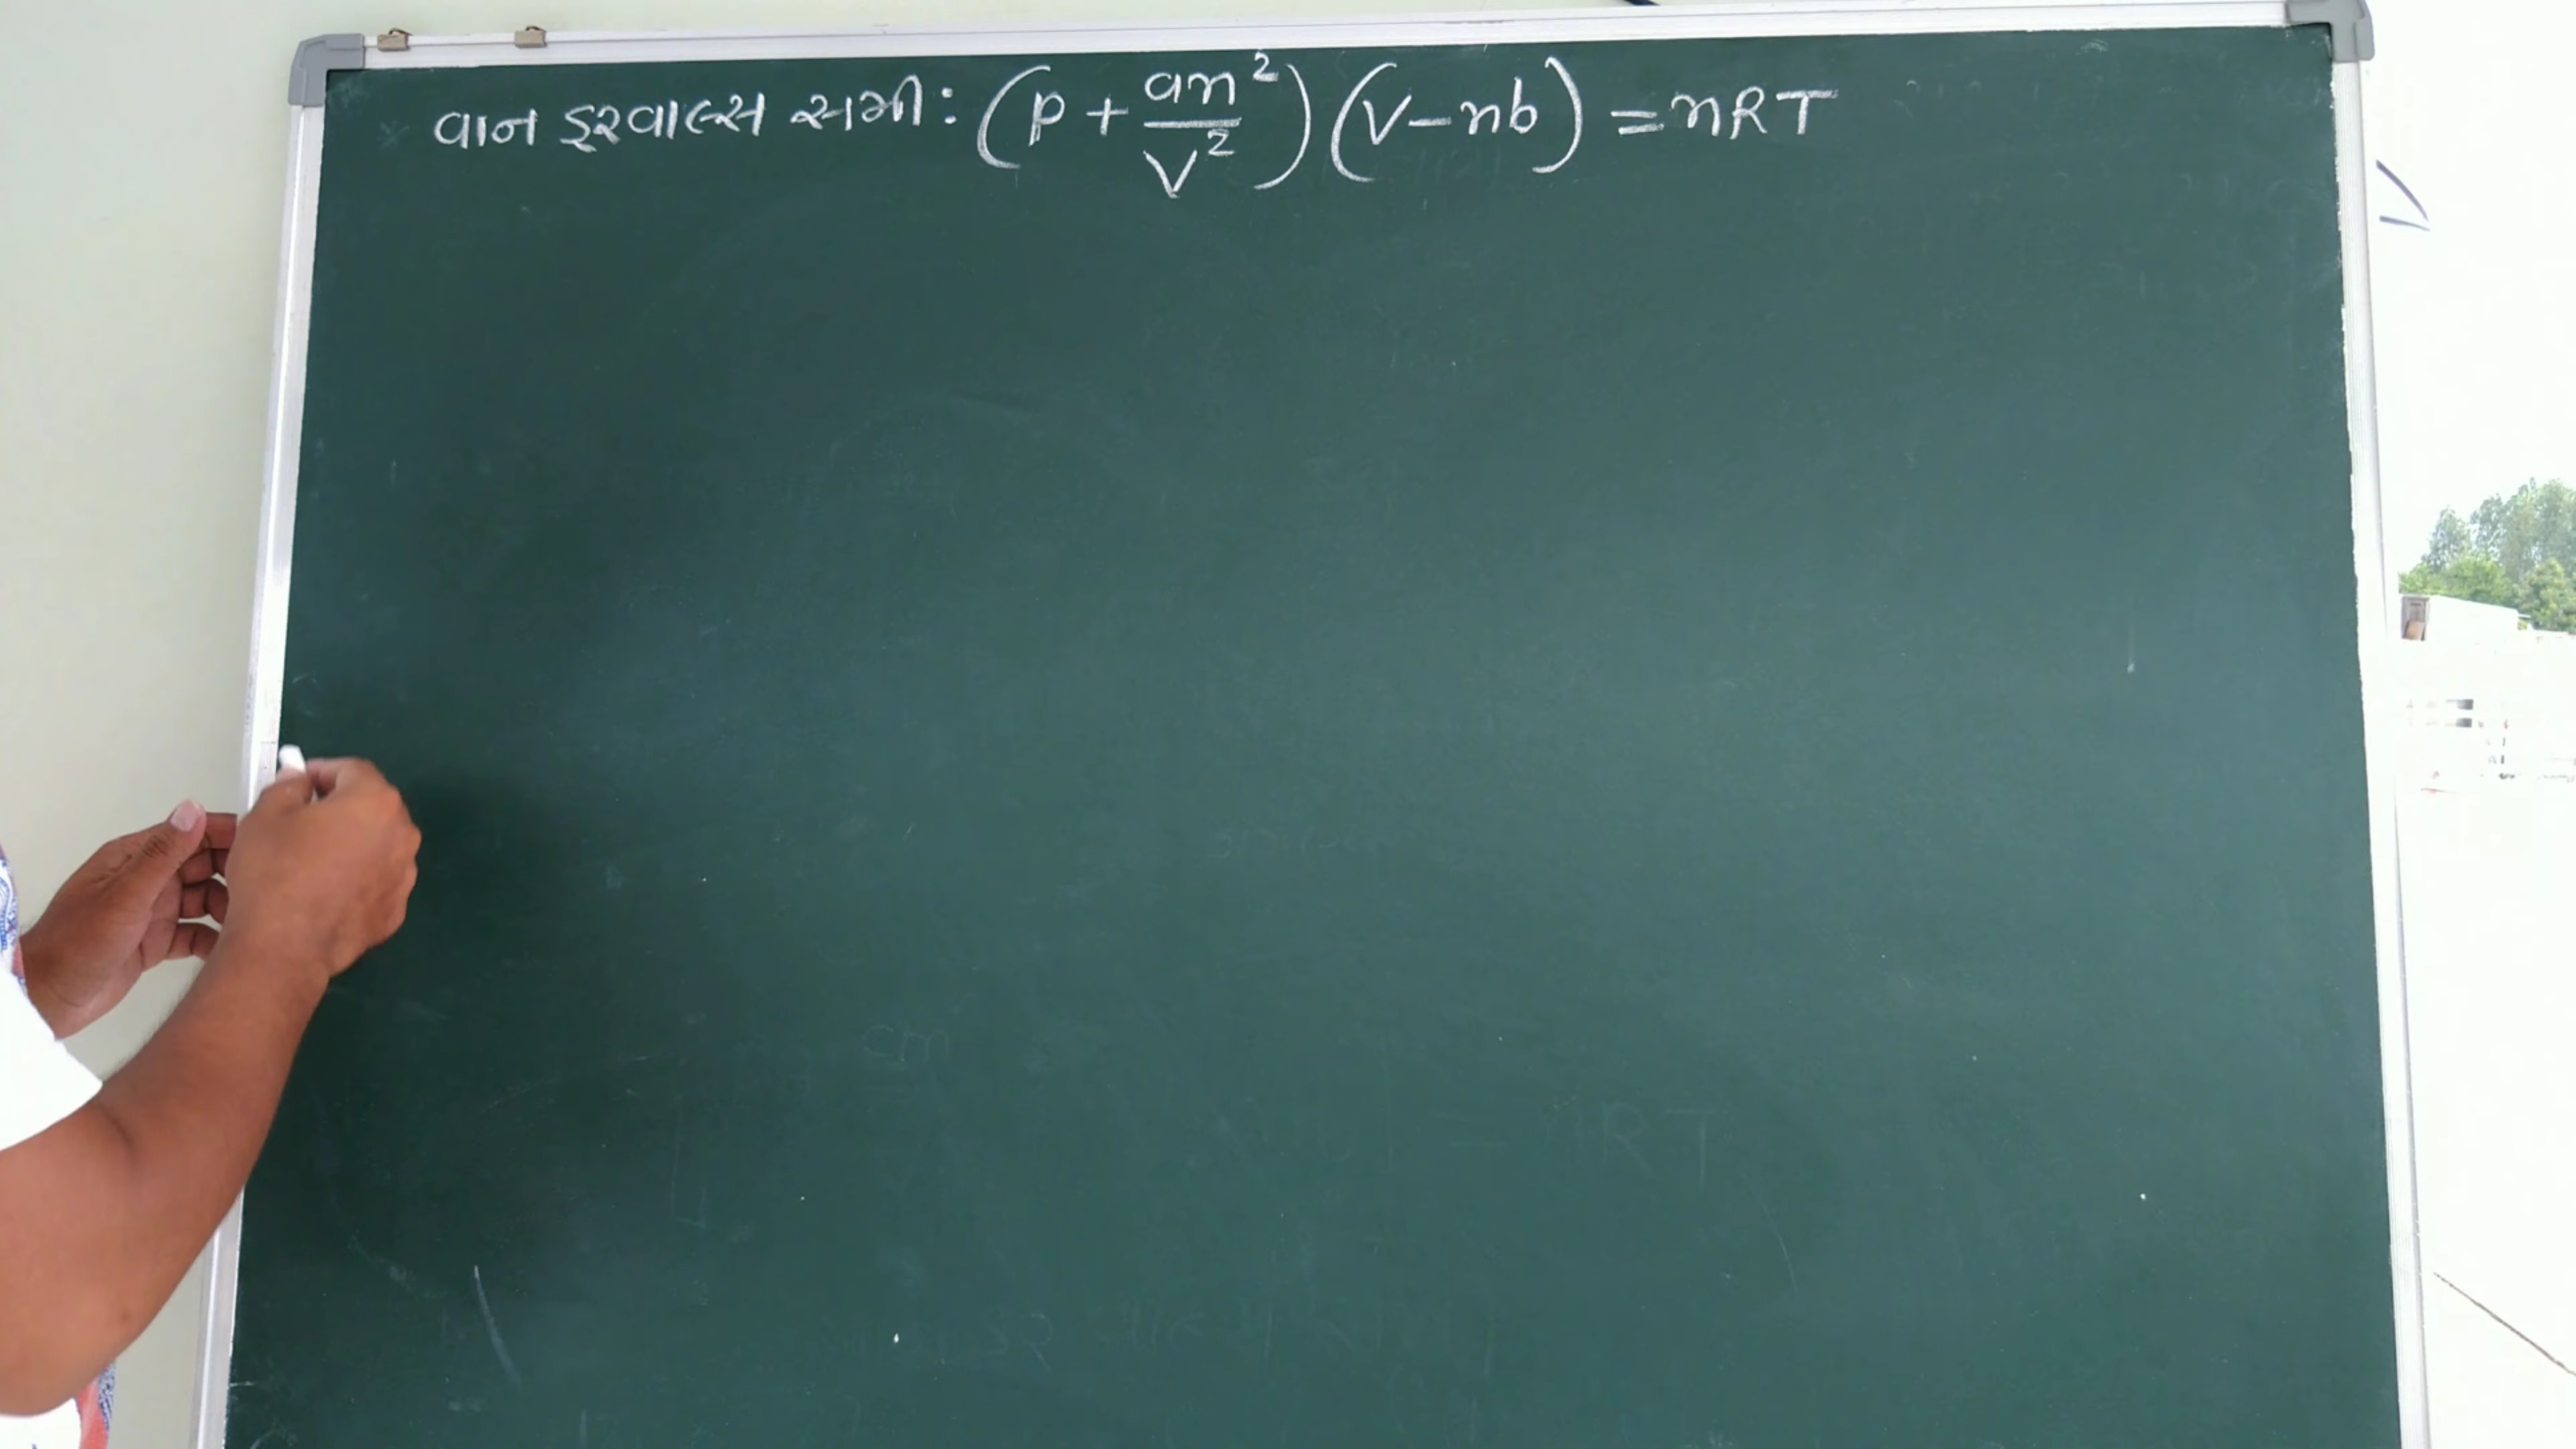 વાન ડરવાલ્સ સમી: (P + an²/V²) (V - nb) = nRT